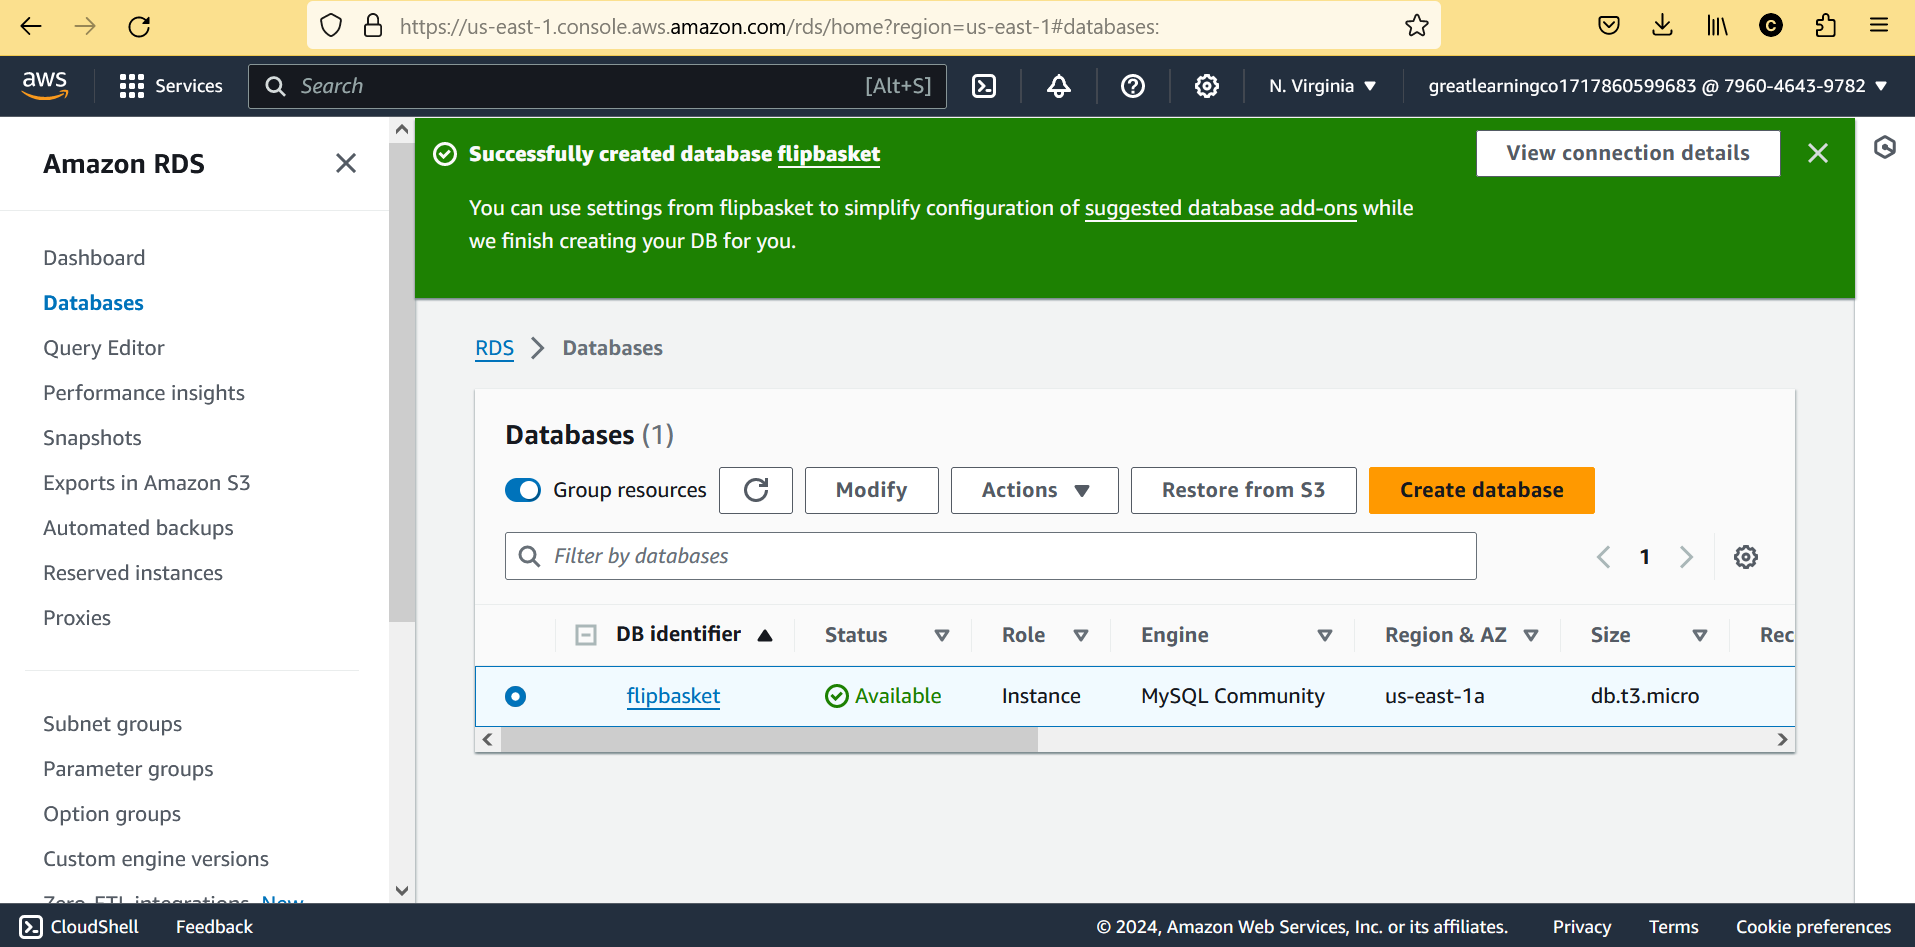 https://us-east-1.console.aws.amazon.com/rds/home?region=us-east-1#databases:
aws
Services
Search
[Alt+S]
N. Virginia
greatlearningco1717860599683 @ 7960-4643-9782
Amazon RDS
Dashboard
Databases
Query Editor
Performance insights
Snapshots
Exports in Amazon S3
Automated backups
Reserved instances
Proxies
Subnet groups
Parameter groups
Option groups
Custom engine versions
Zero-ETL integrations New
Successfully created database flipbasket
View connection details
You can use settings from flipbasket to simplify configuration of suggested database add-ons while
we finish creating your DB for you.
RDS > Databases
Databases (1)
Group resources
Modify
Actions
Restore from S3
Create database
Filter by databases
1
DB identifier Status Role Engine Region & AZ Size Rec
flipbasket Available Instance MySQL Community us-east-1a db.t3.micro
CloudShell
Feedback
© 2024, Amazon Web Services, Inc. or its affiliates.
Privacy
Terms
Cookie preferences